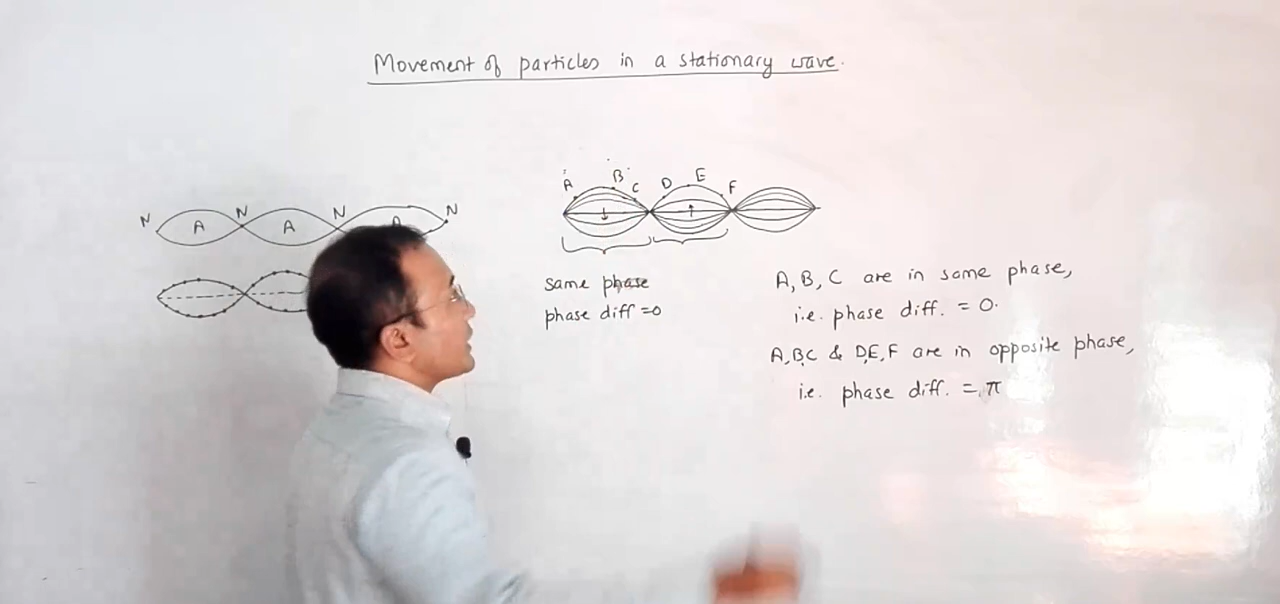 Movement of particles in a stationary wave.
N A N A N A N
A B C D E F
same phase
phase diff = 0
A, B, C are in same phase,
i.e. phase diff. = 0.
A, B, C & D, E, F are in opposite phase,
i.e. phase diff. = π